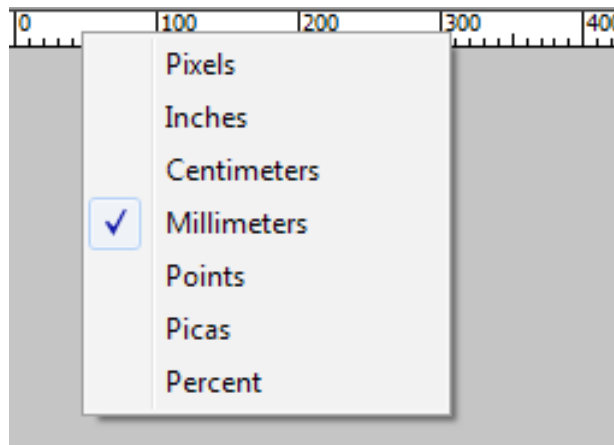 0 100 200 300 400
Pixels
Inches
Centimeters
Millimeters
Points
Picas
Percent